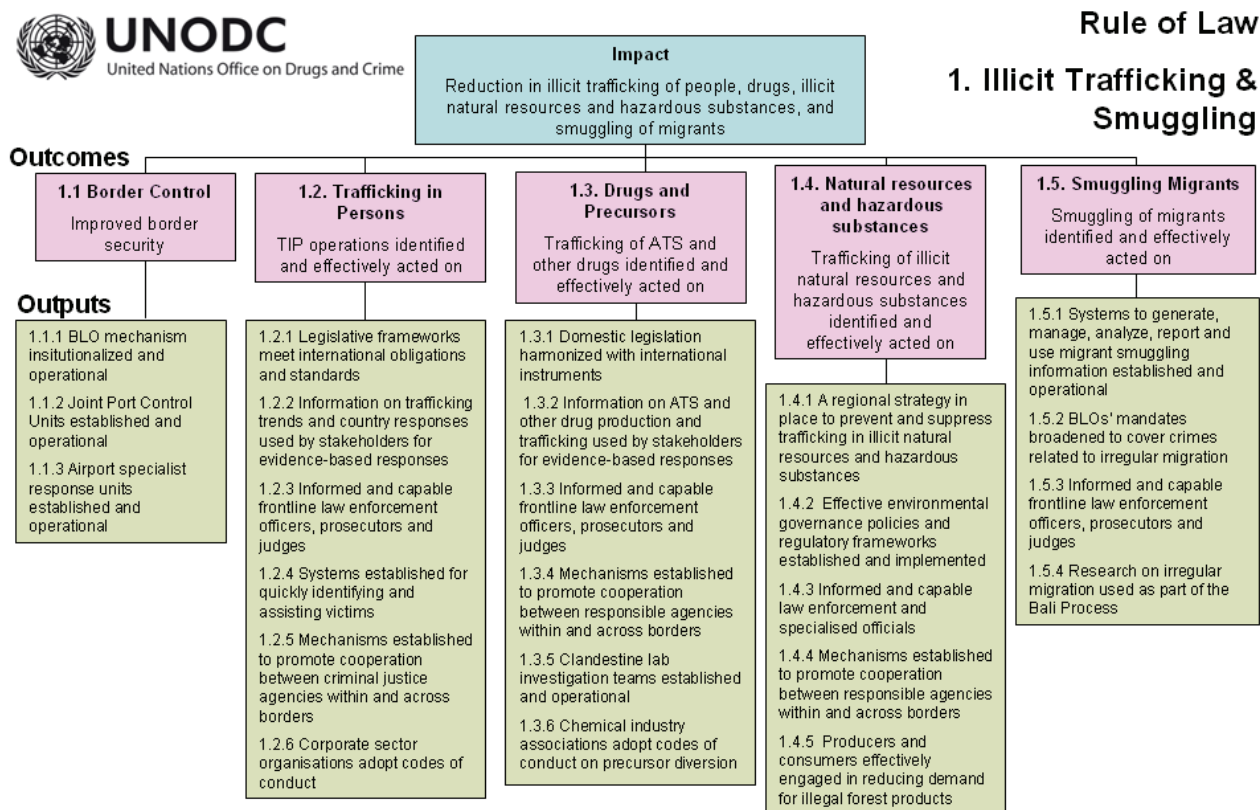 UNODC
United Nations Office on Drugs and Crime
Rule of Law
1. Illicit Trafficking &
Smuggling
Impact
Reduction in illicit trafficking of people, drugs, illicit
natural resources and hazardous substances, and
smuggling of migrants
Outcomes
1.1 Border Control
Improved border
security
1.2. Trafficking in
Persons
TIP operations identified
and effectively acted on
1.3. Drugs and
Precursors
Trafficking of ATS and
other drugs identified and
effectively acted on
1.4. Natural resources
and hazardous
substances
Trafficking of illicit
natural resources and
hazardous substances
identified and
effectively acted on
1.5. Smuggling Migrants
Smuggling of migrants
identified and effectively
acted on
Outputs
1.1.1 BLO mechanism
insitutionalized and
operational
1.1.2 Joint Port Control
Units established and
operational
1.1.3 Airport specialist
response units
established and
operational
1.2.1 Legislative frameworks
meet international obligations
and standards
1.2.2 Information on trafficking
trends and country responses
used by stakeholders for
evidence-based responses
1.2.3 Informed and capable
frontline law enforcement
officers, prosecutors and
judges
1.2.4 Systems established for
quickly identifying and
assisting victims
1.2.5 Mechanisms established
to promote cooperation
between criminal justice
agencies within and across
borders
1.2.6 Corporate sector
organisations adopt codes of
conduct
1.3.1 Domestic legislation
harmonized with international
instruments
1.3.2 Information on ATS and
other drug production and
trafficking used by stakeholders
for evidence-based responses
1.3.3 Informed and capable
frontline law enforcement
officers, prosecutors and
judges
1.3.4 Mechanisms established
to promote cooperation
between responsible agencies
within and across borders
1.3.5 Clandestine lab
investigation teams established
and operational
1.3.6 Chemical industry
associations adopt codes of
conduct on precursor diversion
1.4.1 A regional strategy in
place to prevent and suppress
trafficking in illicit natural
resources and hazardous
substances
1.4.2 Effective environmental
governance policies and
regulatory frameworks
established and implemented
1.4.3 Informed and capable
law enforcement and
specialised officials
1.4.4 Mechanisms established
to promote cooperation
between responsible agencies
within and across borders
1.4.5 Producers and
consumers effectively
engaged in reducing demand
for illegal forest products
1.5.1 Systems to generate,
manage, analyze, report and
use migrant smuggling
information established and
operational
1.5.2 BLOs' mandates
broadened to cover crimes
related to irregular migration
1.5.3 Informed and capable
frontline law enforcement
officers, prosecutors and
judges
1.5.4 Research on irregular
migration used as part of the
Bali Process